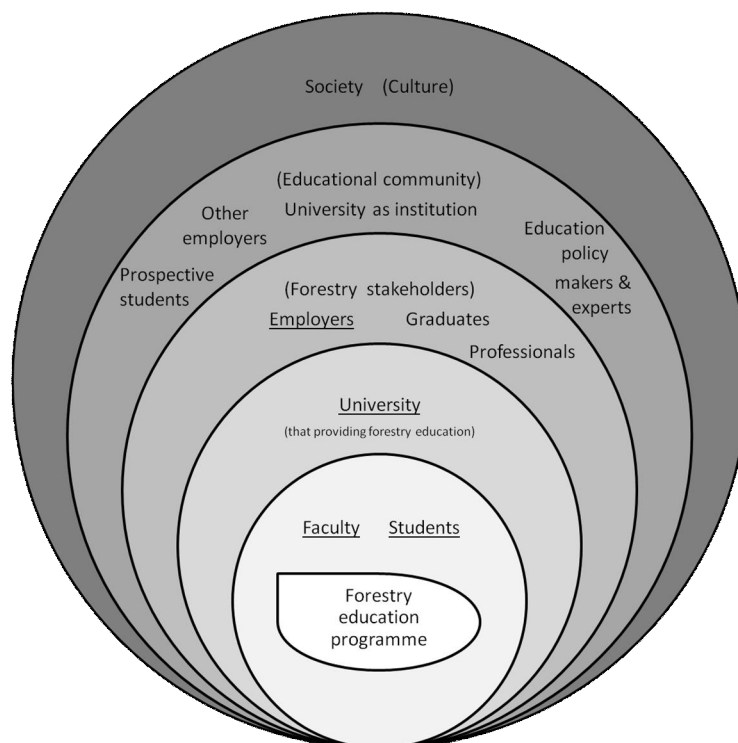 Society (Culture)
(Educational community)
Other
employers
University as institution
Education
policy
makers &
experts
Prospective
students
(Forestry stakeholders)
Employers Graduates
Professionals
University
(that providing forestry education)
Faculty Students
Forestry
education
programme